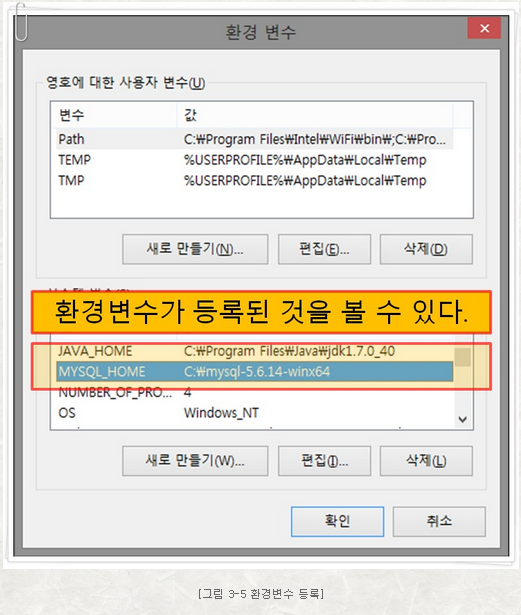 환경 변수
영호에 대한 사용자 변수(U)
변수 값
Path C:₩Program Files₩Intel₩WiFi₩bin₩;C:₩Pro...
TEMP %USERPROFILE%₩AppData₩Local₩Temp
TMP %USERPROFILE%₩AppData₩Local₩Temp
새로 만들기(N)... 편집(E)... 삭제(D)
환경변수가 등록된 것을 볼 수 있다.
JAVA_HOME C:₩Program Files₩Java₩jdk1.7.0_40
MYSQL_HOME C:₩mysql-5.6.14-winx64
NUMBER_OF_PRO... 4
OS Windows_NT
새로 만들기(W)... 편집(I)... 삭제(L)
확인 취소
[그림 3-5 환경변수 등록]